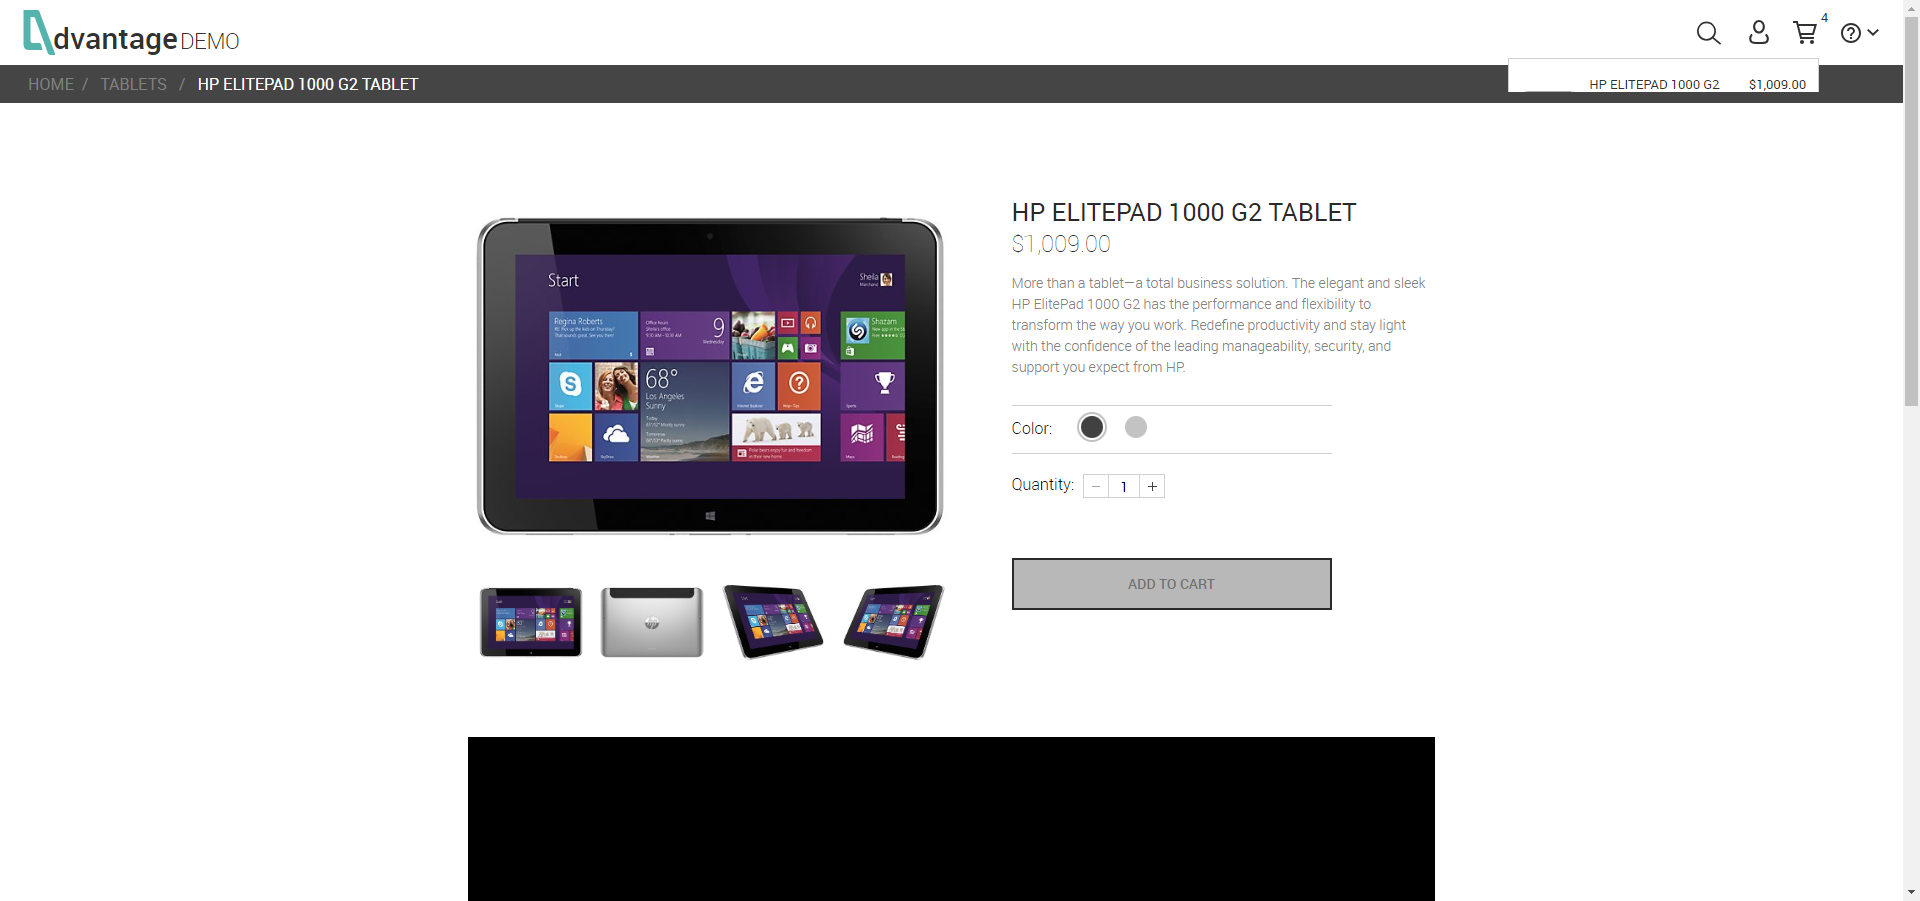 dvantage DEMO
4
HOME / TABLETS / HP ELITEPAD 1000 G2 TABLET
HP ELITEPAD 1000 G2 $1,009.00
HP ELITEPAD 1000 G2 TABLET
$1,009.00
More than a tablet—a total business solution. The elegant and sleek
HP ElitePad 1000 G2 has the performance and flexibility to
transform the way you work. Redefine productivity and stay light
with the confidence of the leading manageability, security, and
support you expect from HP.
Color:
Quantity: − 1 +
ADD TO CART
Start
Sheila
Regina Roberts
9
Wednesday
Shazam
68°
Los Angeles
Sunny
Today
Tomorrow